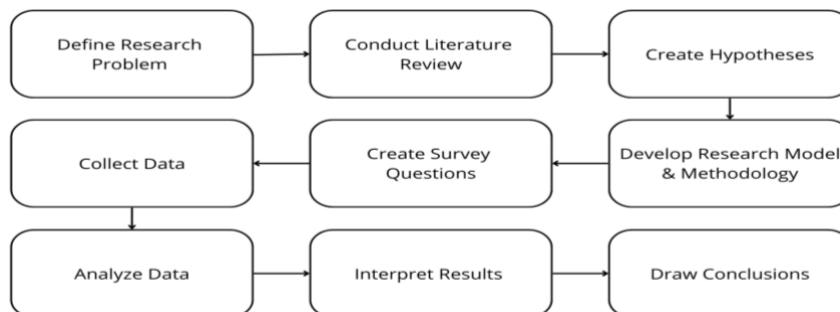 Define Research
Problem
Conduct Literature
Review
Create Hypotheses
Develop Research Model
& Methodology
Create Survey
Questions
Collect Data
Analyze Data
Interpret Results
Draw Conclusions